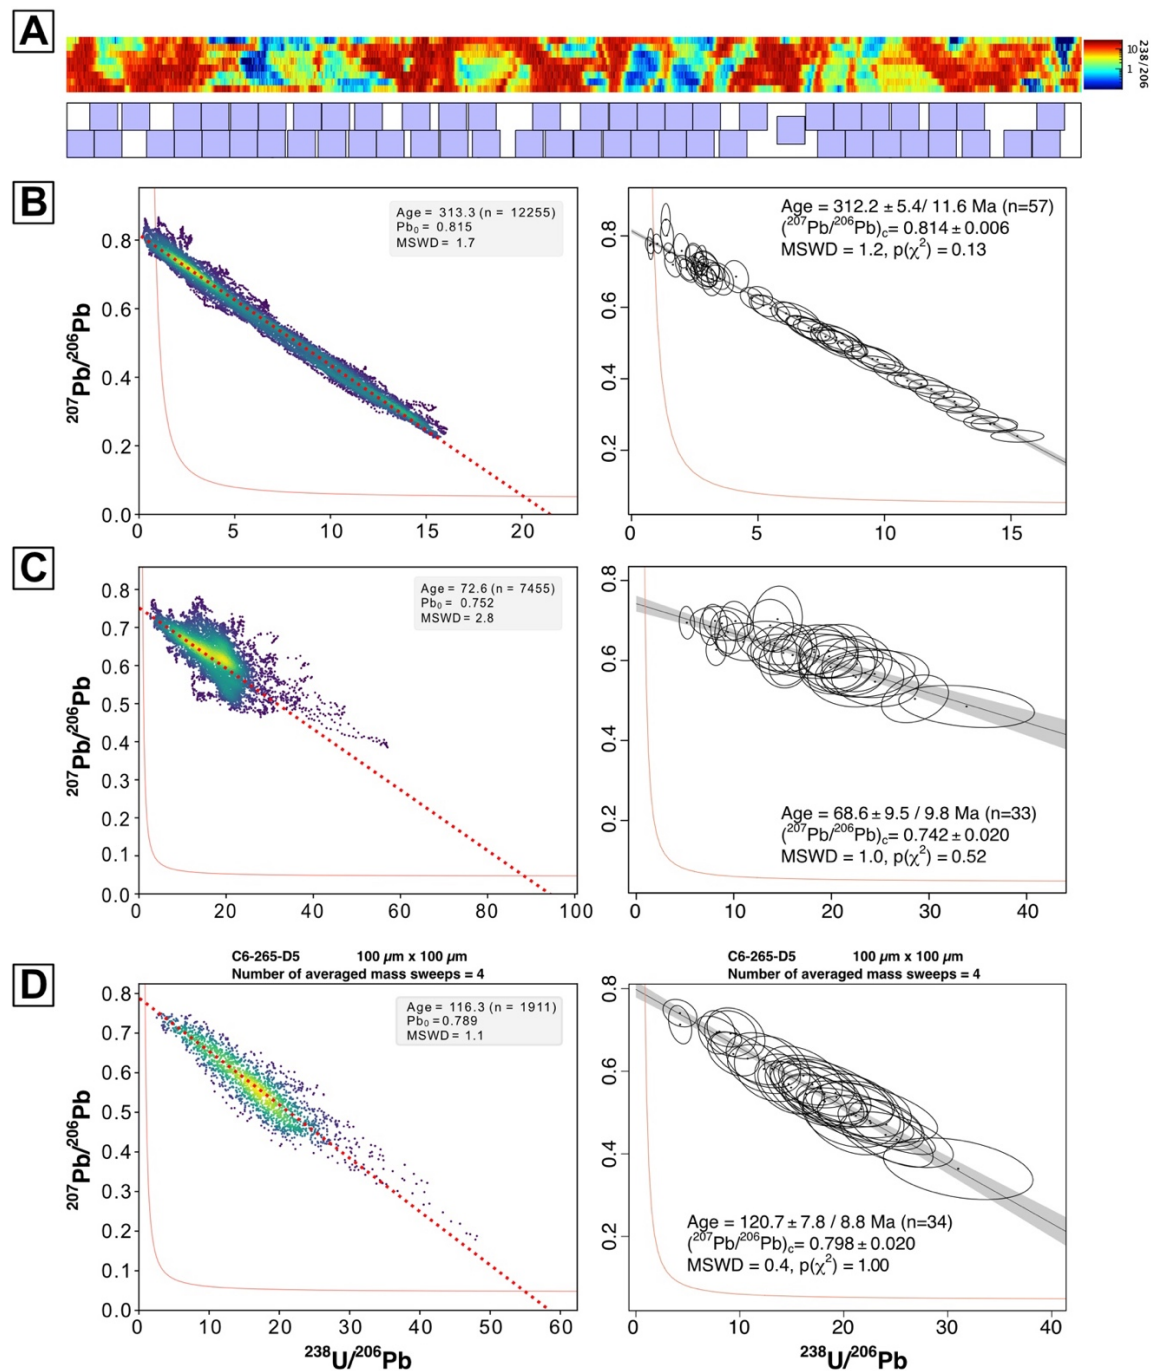 A
10
1
238/206
B
Age = 313.3 (n = 12255)
Pb₀ = 0.815
MSWD = 1.7
²⁰⁷Pb/²⁰⁶Pb
0.8
0.6
0.4
0.2
0.0
0 5 10 15 20
Age = 312.2 ± 5.4/ 11.6 Ma (n=57)
(²⁰⁷Pb/²⁰⁶Pb)c= 0.814 ± 0.006
MSWD = 1.2, p(χ²) = 0.13
0.8
0.6
0.4
0.2
0 5 10 15
C
Age = 72.6 (n = 7455)
Pb₀ = 0.752
MSWD = 2.8
²⁰⁷Pb/²⁰⁶Pb
0.8
0.7
0.6
0.5
0.4
0.3
0.2
0.1
0.0
0 20 40 60 80 100
0.8
0.6
0.4
0.2
Age = 68.6 ± 9.5 / 9.8 Ma (n=33)
(²⁰⁷Pb/²⁰⁶Pb)c= 0.742 ± 0.020
MSWD = 1.0, p(χ²) = 0.52
0 10 20 30 40
D
C6-265-D5 100 µm x 100 µm
Number of averaged mass sweeps = 4
Age = 116.3 (n = 1911)
Pb₀ =0.789
MSWD = 1.1
²⁰⁷Pb/²⁰⁶Pb
0.8
0.7
0.6
0.5
0.4
0.3
0.2
0.1
0.0
0 10 20 30 40 50 60
²³⁸U/²⁰⁶Pb
C6-265-D5 100 µm x 100 µm
Number of averaged mass sweeps = 4
0.8
0.6
0.4
0.2
Age = 120.7 ± 7.8 / 8.8 Ma (n=34)
(²⁰⁷Pb/²⁰⁶Pb)c= 0.798 ± 0.020
MSWD = 0.4, p(χ²) = 1.00
0 10 20 30 40
²³⁸U/²⁰⁶Pb